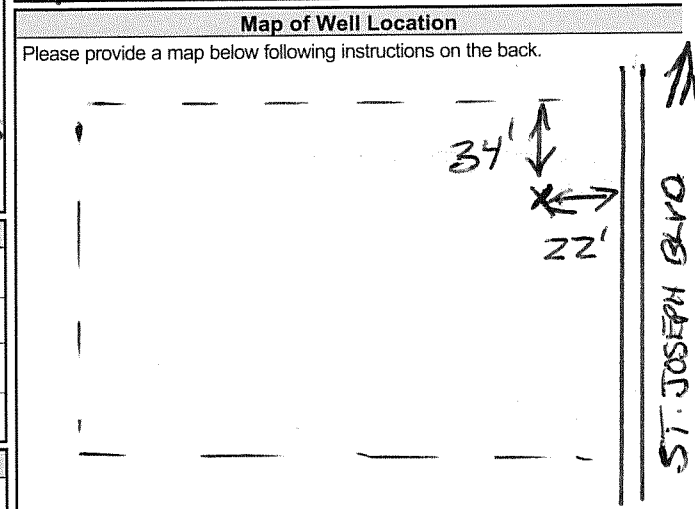 Map of Well Location
Please provide a map below following instructions on the back.
34'
22'
ST. JOSEPH BLVD